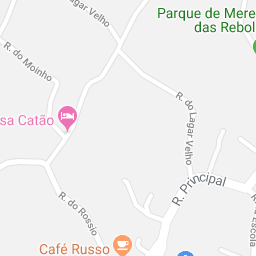 Parque de Mere
das Rebol
Lagar Velho
R. do Moinho
R. do Lagar Velho
sa Catão
R. Principal
R. do Rossio
Escola
Café Russo